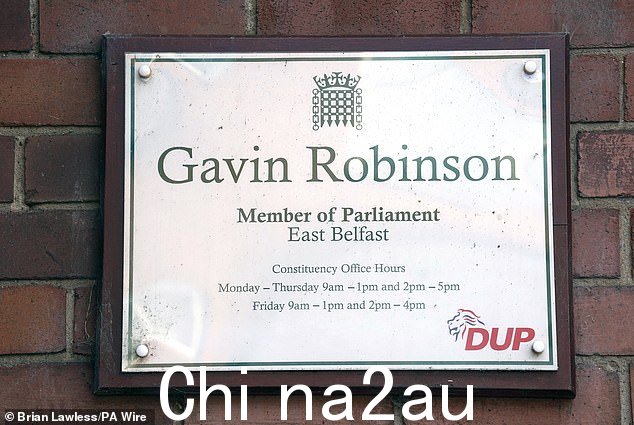 Gavin Robinson
Member of Parliament
East Belfast
Constituency Office Hours
Monday – Thursday 9am – 1pm and 2pm – 5pm
Friday 9am – 1pm and 2pm – 4pm
DUP
Chi na2au
© Brian Lawless/PA Wire